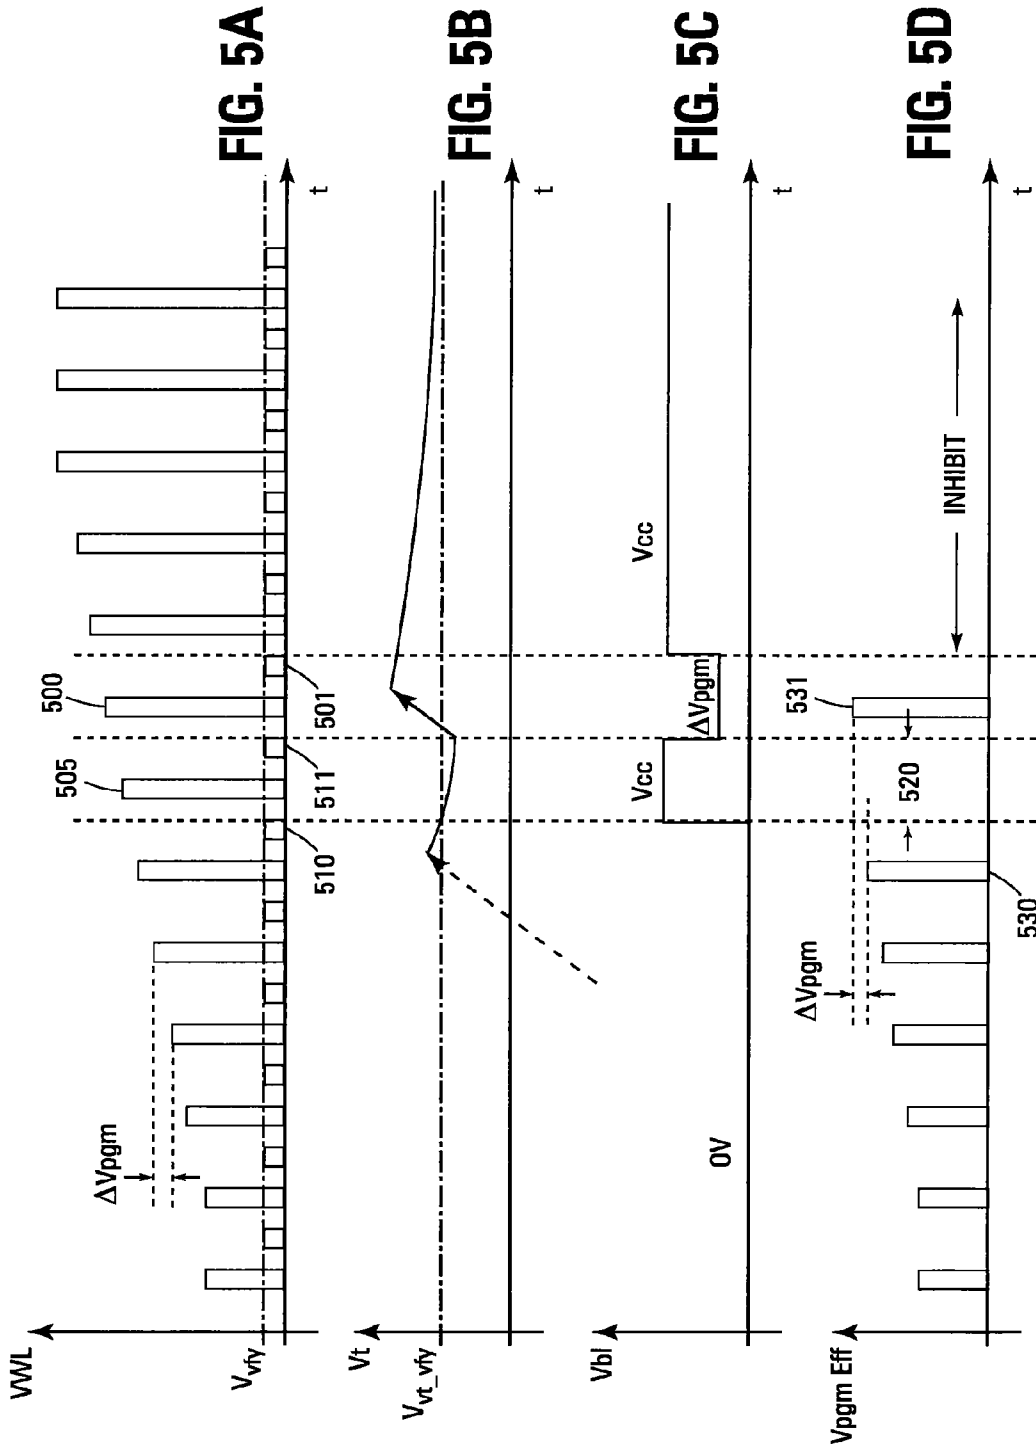 FIG. 5A
VWL
V vfy
ΔVpgm
510
505
511
500
501
t
FIG. 5B
Vt
Vvt_vfy
t
FIG. 5C
Vbl
0V
Vcc
ΔVpgm
Vcc
t
FIG. 5D
Vpgm Eff
ΔVpgm
530
520
531
INHIBIT
t